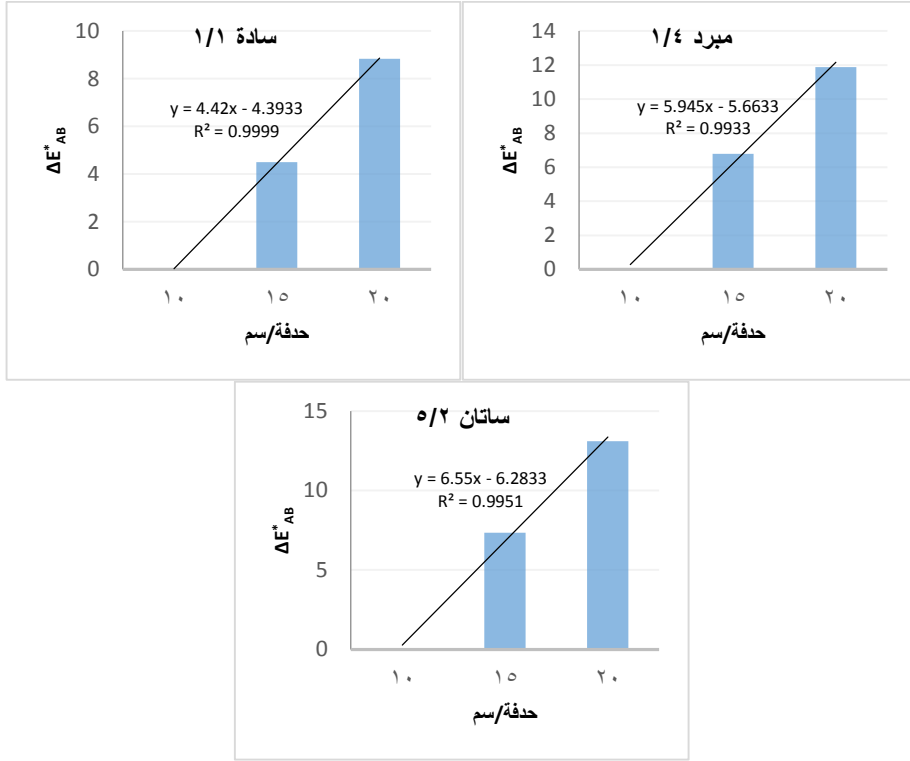 سادة ١/١
y = 4.42x - 4.3933
R² = 0.9999
ΔE*AB
10
8
6
4
2
0
١٠ ١٥ ٢٠
حدفة/سم
مبرد ١/٤
y = 5.945x - 5.6633
R² = 0.9933
ΔE*AB
14
12
10
8
6
4
2
0
١٠ ١٥ ٢٠
حدفة/سم
ساتان ٥/٢
y = 6.55x - 6.2833
R² = 0.9951
ΔE*AB
15
10
5
0
١٠ ١٥ ٢٠
حدفة/سم